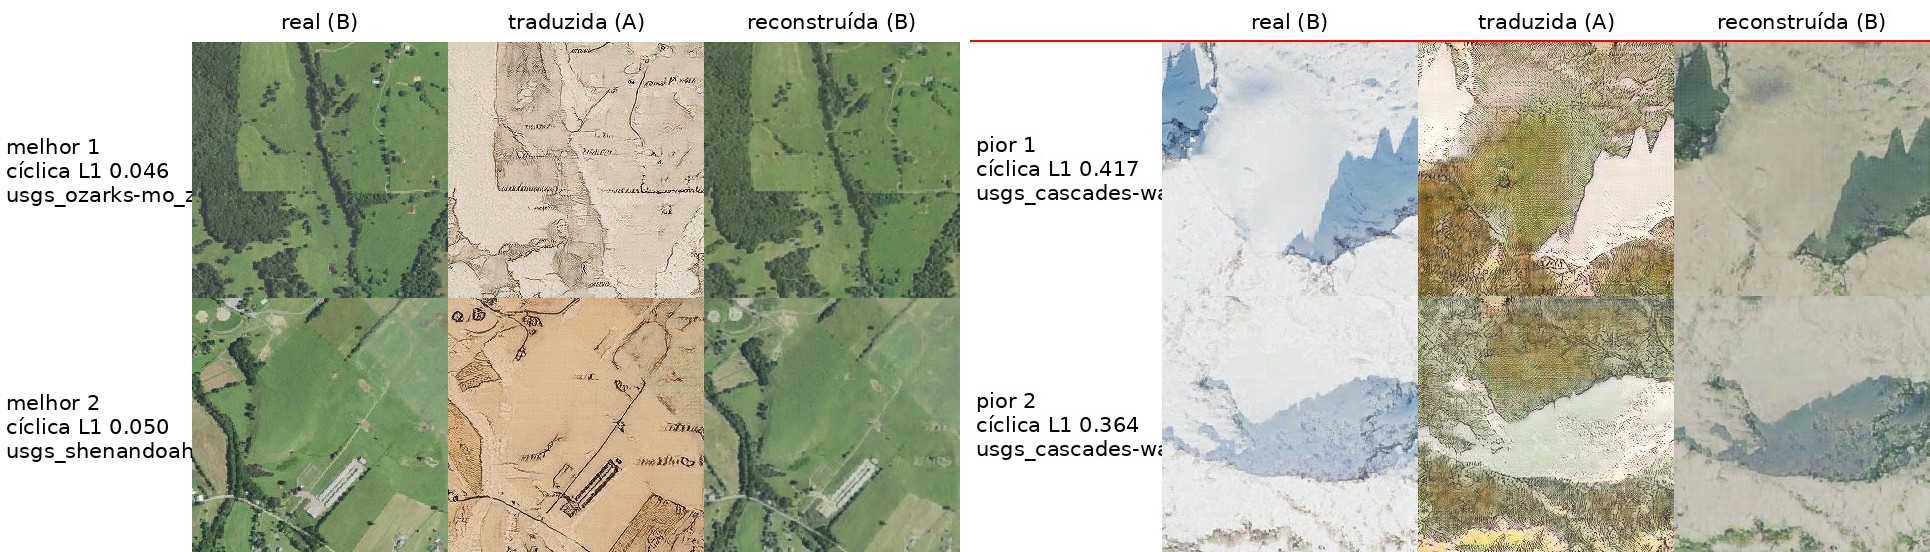 real (B)
traduzida (A)
reconstruída (B)
melhor 1
cíclica L1 0.046
usgs_ozarks-mo_z
melhor 2
cíclica L1 0.050
usgs_shenandoah
real (B)
traduzida (A)
reconstruída (B)
pior 1
cíclica L1 0.417
usgs_cascades-wa
pior 2
cíclica L1 0.364
usgs_cascades-wa